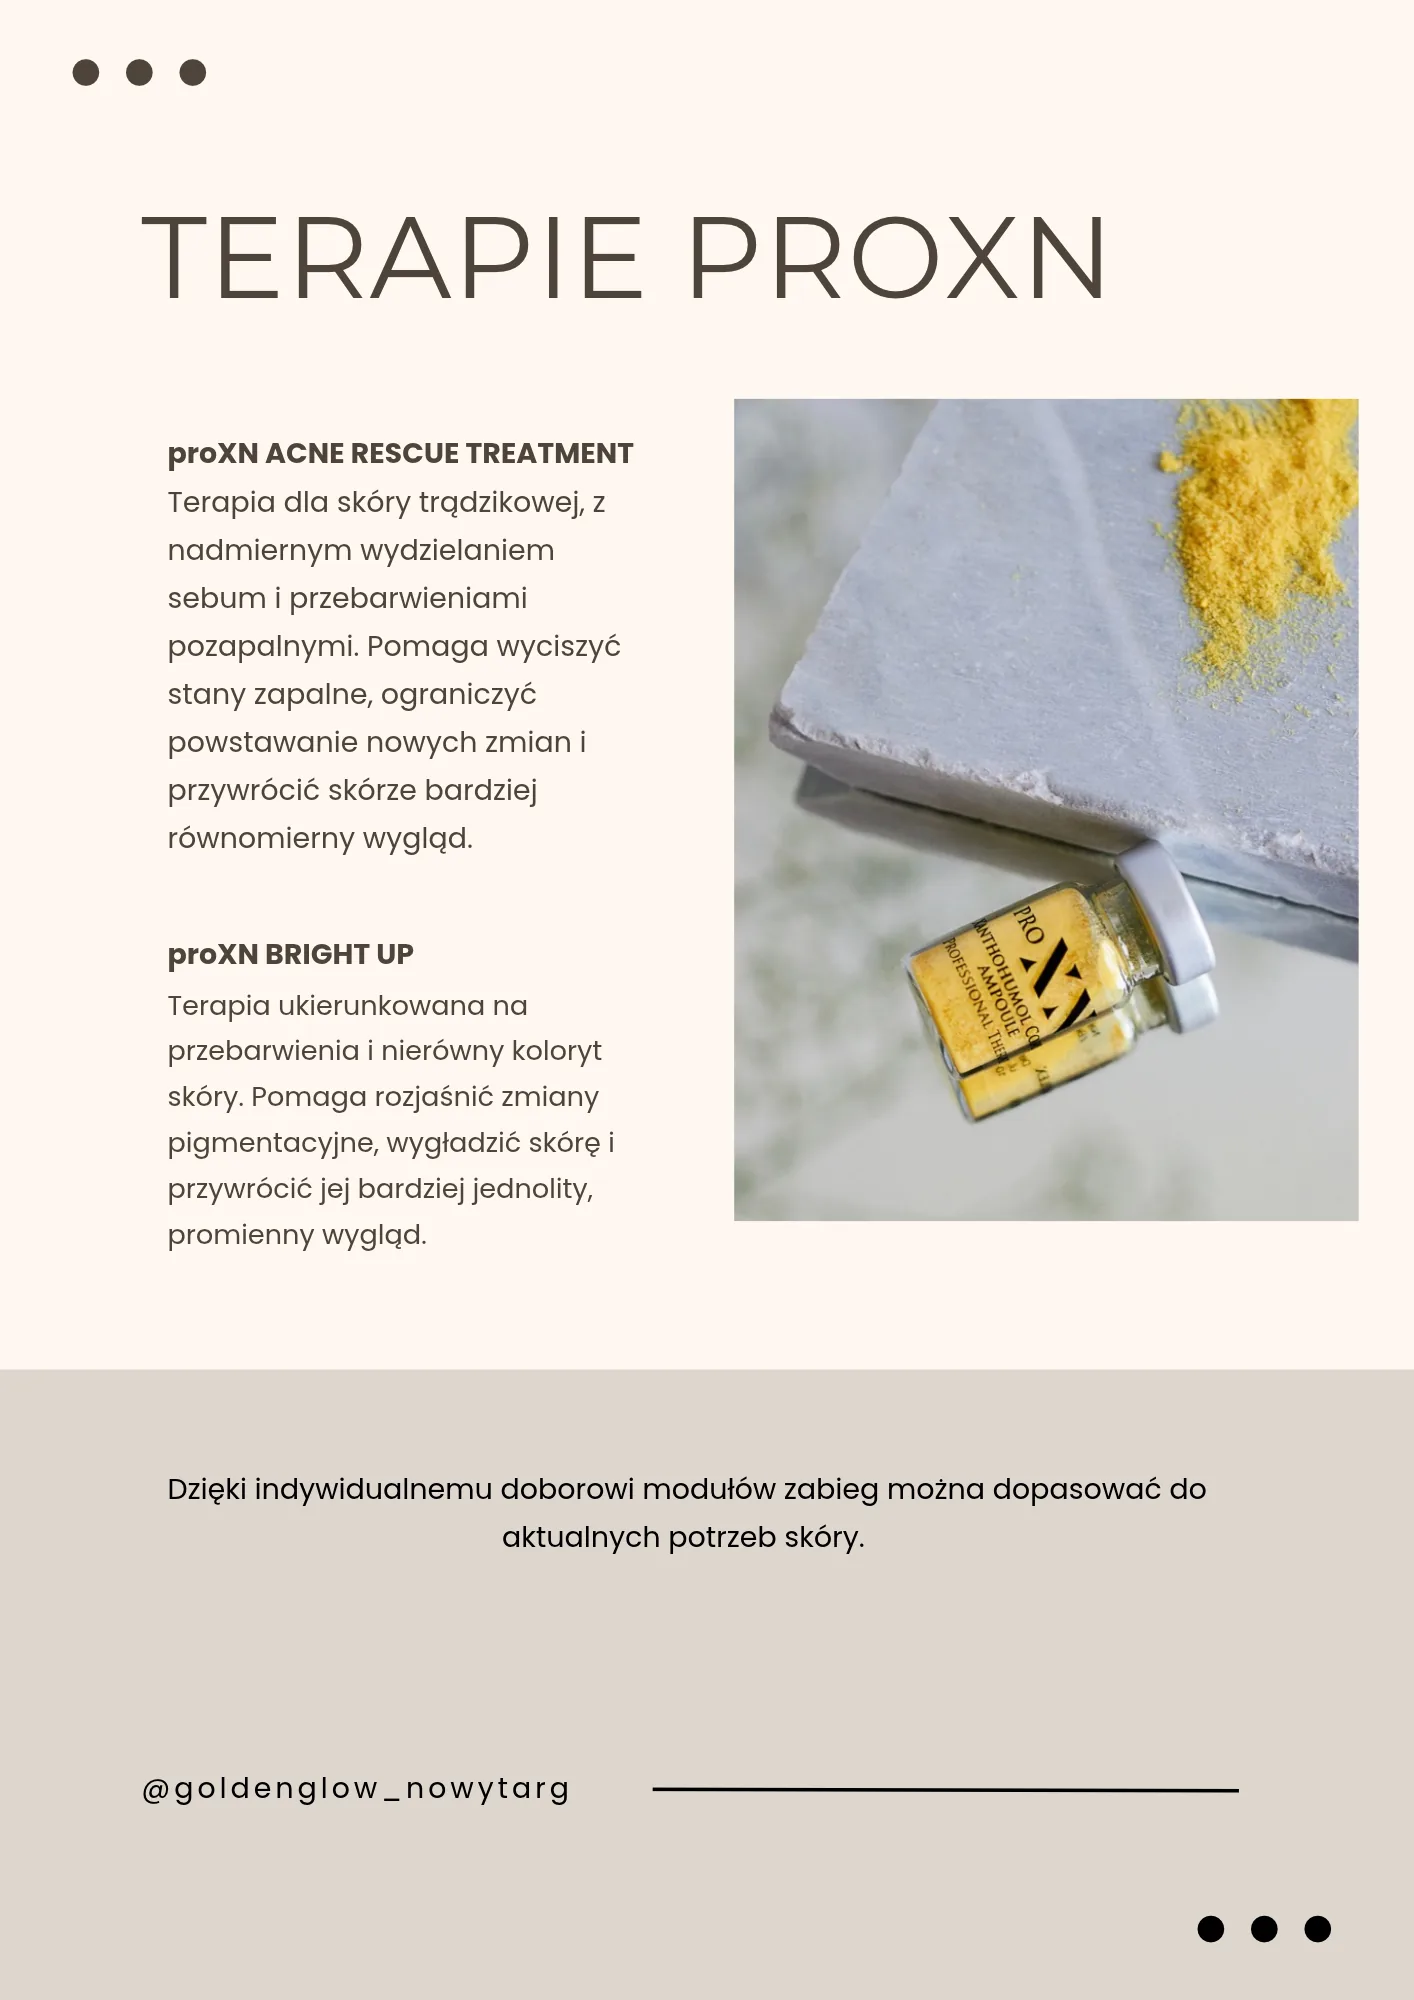 TERAPIE PROXN
proXN ACNE RESCUE TREATMENT
Terapia dla skóry trądzikowej, z
nadmiernym wydzielaniem
sebum i przebarwieniami
pozapalnymi. Pomaga wyciszyć
stany zapalne, ograniczyć
powstawanie nowych zmian i
przywrócić skórze bardziej
równomierny wygląd.
proXN BRIGHT UP
Terapia ukierunkowana na
przebarwienia i nierówny koloryt
skóry. Pomaga rozjaśnić zmiany
pigmentacyjne, wygładzić skórę i
przywrócić jej bardziej jednolity,
promienny wygląd.
PRO
XN
XANTHOHUMOL
AMPOULE
PROFESSIONAL
Dzięki indywidualnemu doborowi modułów zabieg można dopasować do
aktualnych potrzeb skóry.
@goldenglow_nowytarg